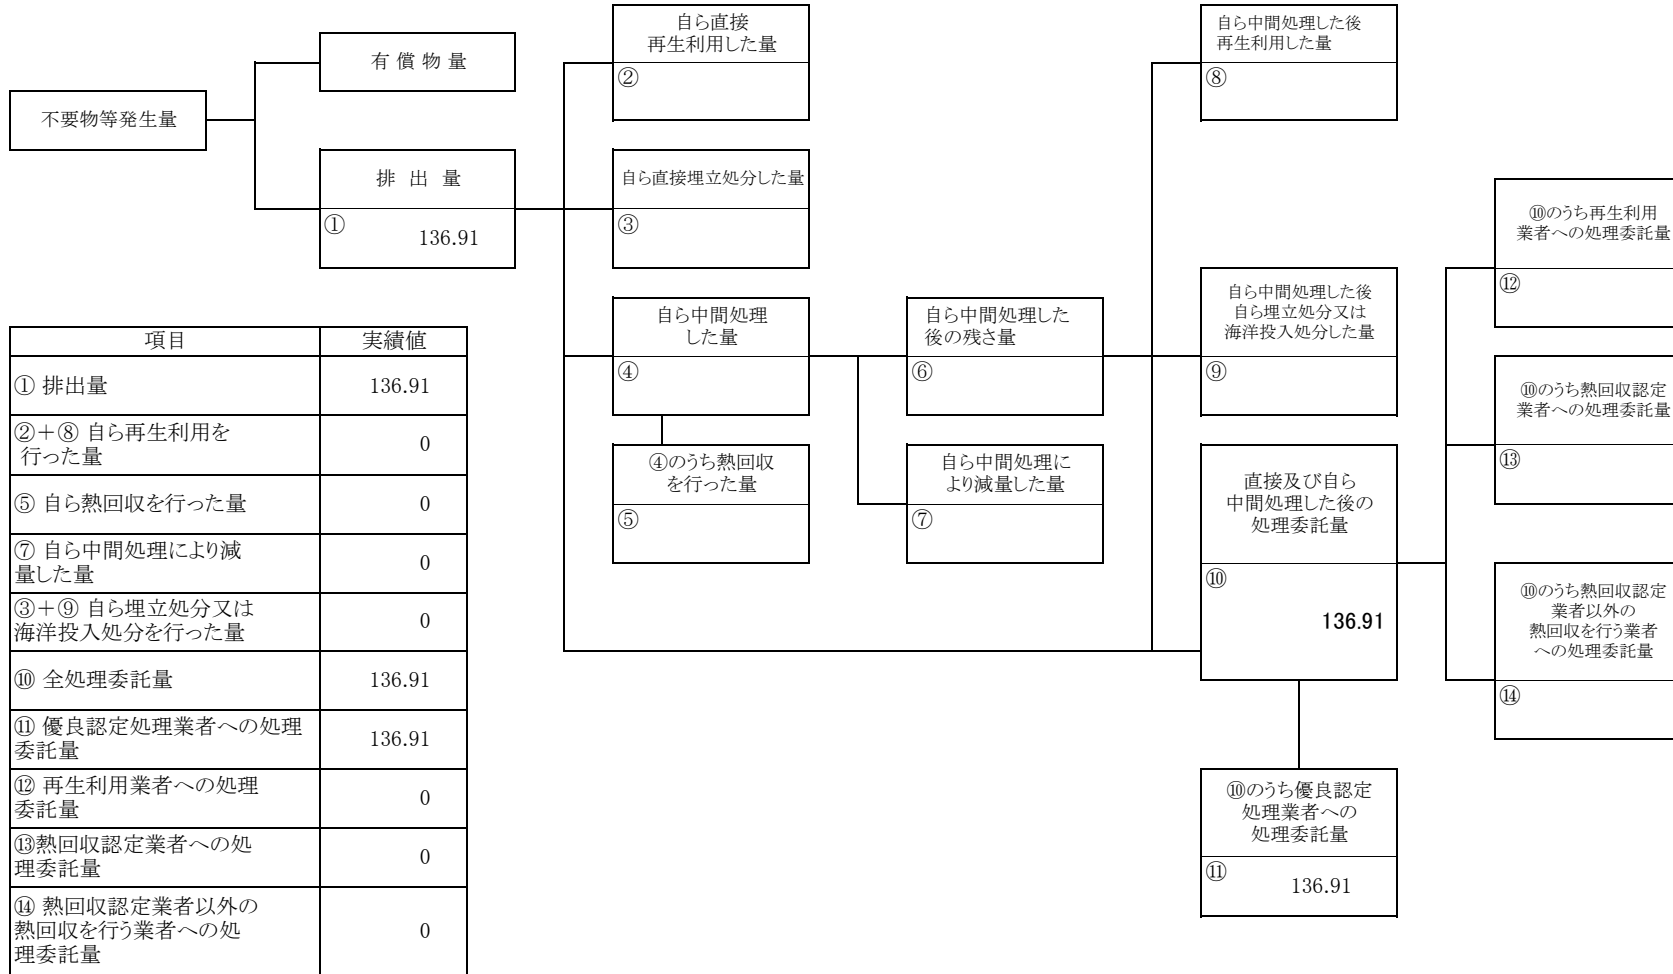 不要物等発生量
有 償 物 量
排 出 量
①
136.91
自ら直接
再生利用した量
②
自ら直接埋立処分した量
③
自ら中間処理
した量
④
④のうち熱回収
を行った量
⑤
自ら中間処理した
後の残さ量
⑥
自ら中間処理に
より減量した量
⑦
自ら中間処理した後
再生利用した量
⑧
自ら中間処理した後
自ら埋立処分又は
海洋投入処分した量
⑨
直接及び自ら
中間処理した後の
処理委託量
⑩
136.91
⑩のうち優良認定
処理業者への
処理委託量
⑪
136.91
⑩のうち再生利用
業者への処理委託量
⑫
⑩のうち熱回収認定
業者への処理委託量
⑬
⑩のうち熱回収認定
業者以外の
熱回収を行う業者
への処理委託量
⑭
項目 実績値
① 排出量 136.91
②+⑧ 自ら再生利用を
行った量 0
⑤ 自ら熱回収を行った量 0
⑦ 自ら中間処理により減
量した量 0
③+⑨ 自ら埋立処分又は
海洋投入処分を行った量 0
⑩ 全処理委託量 136.91
⑪ 優良認定処理業者への処理
委託量 136.91
⑫ 再生利用業者への処理
委託量 0
⑬熱回収認定業者への処
理委託量 0
⑭ 熱回収認定業者以外の
熱回収を行う業者への処
理委託量 0